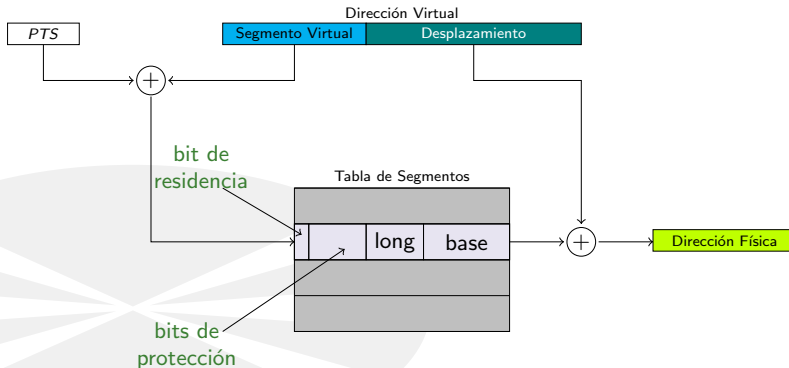 Dirección Virtual
PTS
Segmento Virtual
Desplazamiento
+
bit de
residencia
Tabla de Segmentos
long
base
+
Dirección Física
bits de
protección